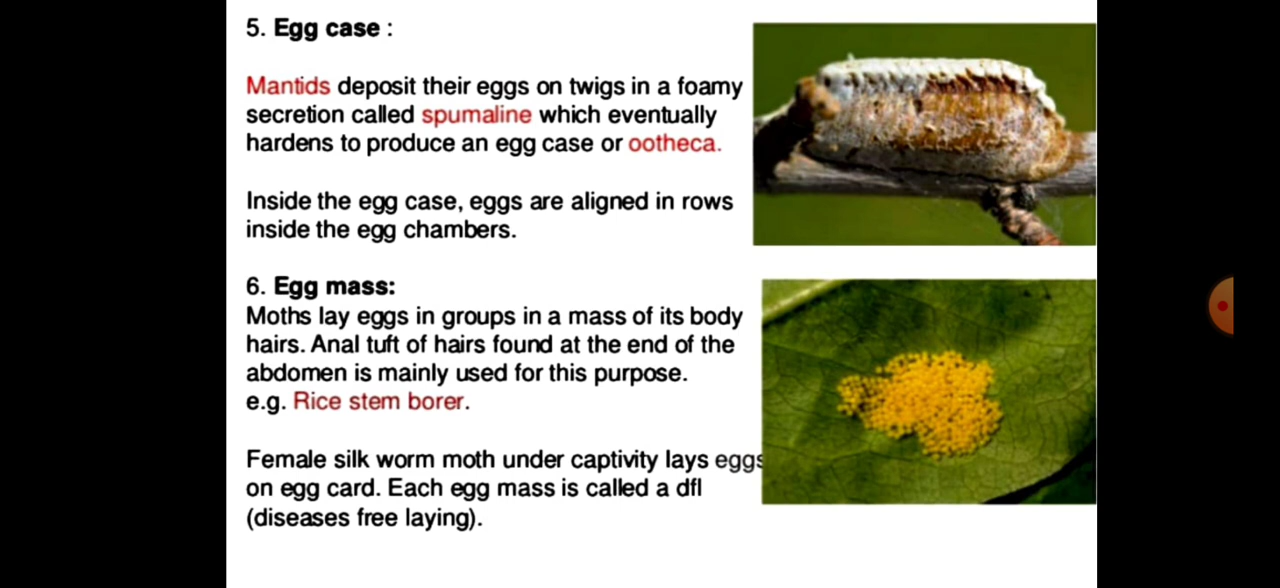 5. Egg case :
Mantids deposit their eggs on twigs in a foamy
secretion called spumaline which eventually
hardens to produce an egg case or ootheca.
Inside the egg case, eggs are aligned in rows
inside the egg chambers.
6. Egg mass:
Moths lay eggs in groups in a mass of its body
hairs. Anal tuft of hairs found at the end of the
abdomen is mainly used for this purpose.
e.g. Rice stem borer.
Female silk worm moth under captivity lays eggs
on egg card. Each egg mass is called a dfl
(diseases free laying).